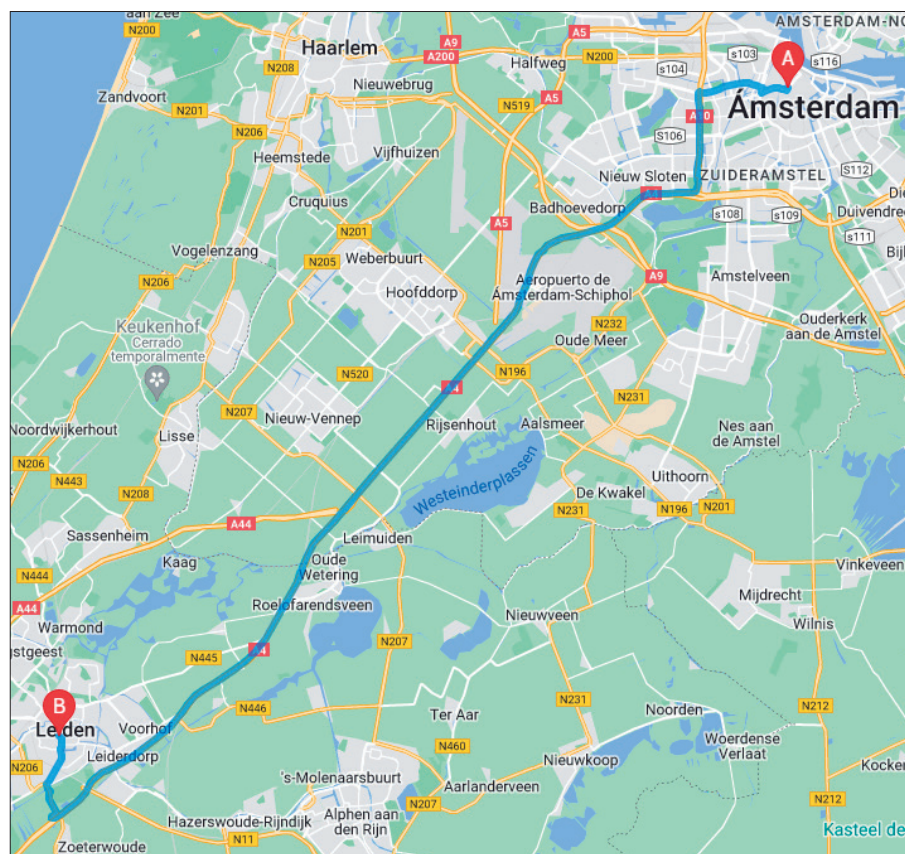 aan Zee
N200
A9
A5
AMSTERDAM-NO
Haarlem
A200
Halfweg
N200
s103
A
s116
N208
s104
Nieuwebrug
Zandvoort
A5
Ámsterdam
N201
N519
N206
S106
Vijfhuizen
Heemstede
Nieuw Sloten
ZUIDERAMSTEL
S112
Cruquius
Badhoevedorp
s108
s109
Duivendre
N201
A5
s111
Vogelenzang
N205
Weberbuurt
A9
Amstelveen
N206
Hoofddorp
Aeropuerto de
Ámsterdam-Schiphol
Keukenhof
Cerrado
temporalmente
N232
Ouderkerk
aan de Amstel
Oude Meer
N520
N196
N231
N207
Nieuw-Vennep
Rijsenhout
Aalsmeer
Nes aan
de Amstel
Noordwijkerhout
Lisse
N206
Westeinderplassen
Uithoorn
N443
N208
De Kwakel
N196
N201
A44
N231
Sassenheim
Leimuiden
Kaag
Oude
Wetering
Vinkeveen
N444
Mijdrecht
A44
Roelofarendsveen
Nieuwveen
Wilnis
Warmond
N207
gstgeest
N445
B
N446
Ter Aar
N231
Noorden
N212
Leiden
Voorhof
Woerdense
Verlaat
Leiderdorp
N460
Nieuwkoop
N206
's-Molenaarsbuurt
Aarlanderveen
Kocken
N207
N212
Hazerswoude-Rijndijk
Alphen aan
den Rijn
Kasteel de
N11
Zoeterwoude